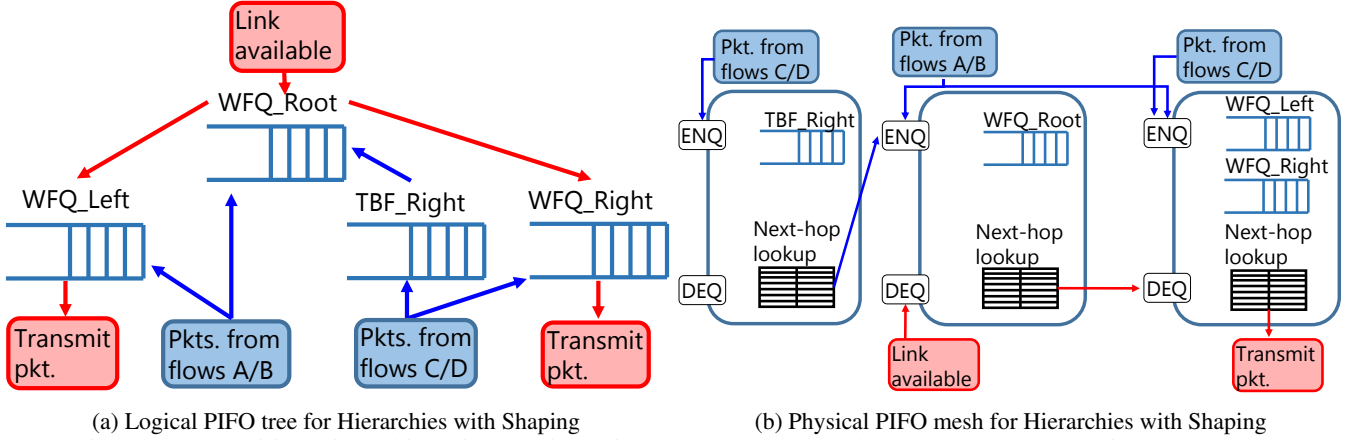 Link
available
WFQ_Root
WFQ_Left
TBF_Right
WFQ_Right
Transmit
pkt.
Pkts. from
flows A/B
Pkts. from
flows C/D
Transmit
pkt.
(a) Logical PIFO tree for Hierarchies with Shaping
Pkt. from
flows C/D
Pkt. from
flows A/B
Pkt. from
flows C/D
ENQ
TBF_Right
Next-hop
lookup
DEQ
ENQ
WFQ_Root
Next-hop
lookup
DEQ
Link
available
ENQ
WFQ_Left
WFQ_Right
Next-hop
lookup
DEQ
Transmit
pkt.
(b) Physical PIFO mesh for Hierarchies with Shaping